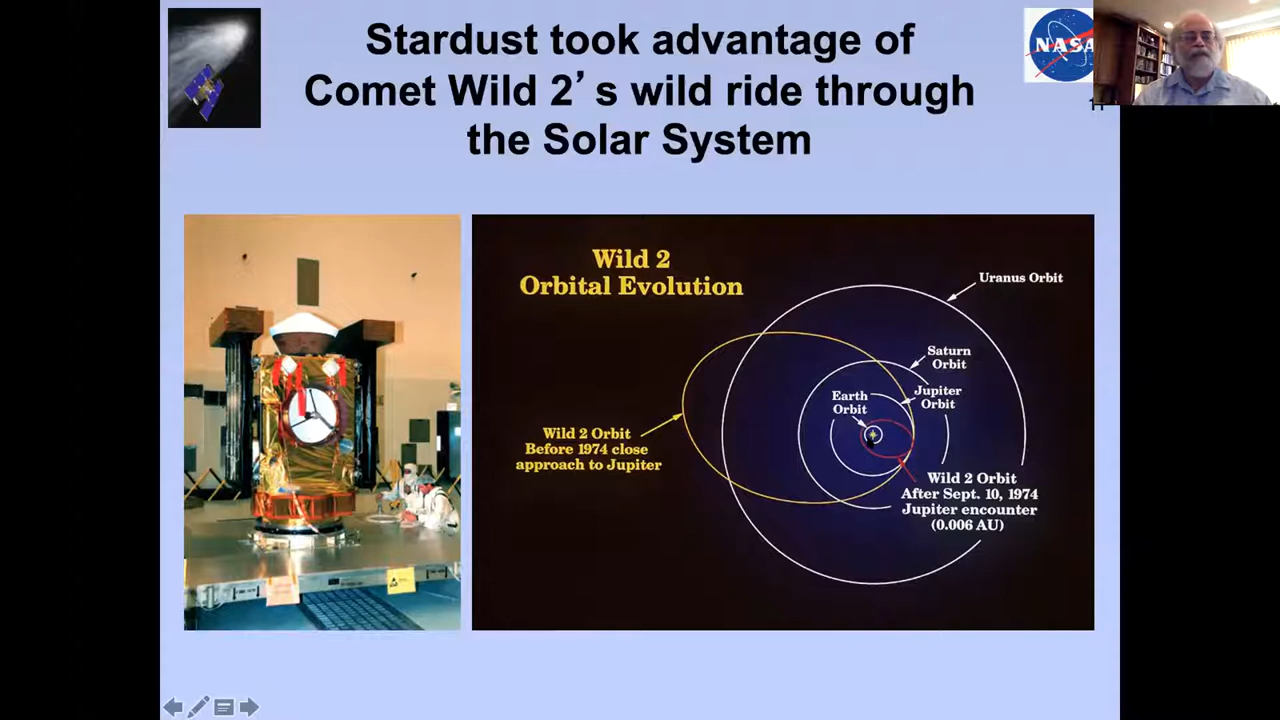 Stardust took advantage of
Comet Wild 2’s wild ride through
the Solar System
NASA
11
Wild 2
Orbital Evolution
Uranus Orbit
Saturn
Orbit
Jupiter
Orbit
Earth
Orbit
Wild 2 Orbit
Before 1974 close
approach to Jupiter
Wild 2 Orbit
After Sept. 10, 1974
Jupiter encounter
(0.006 AU)